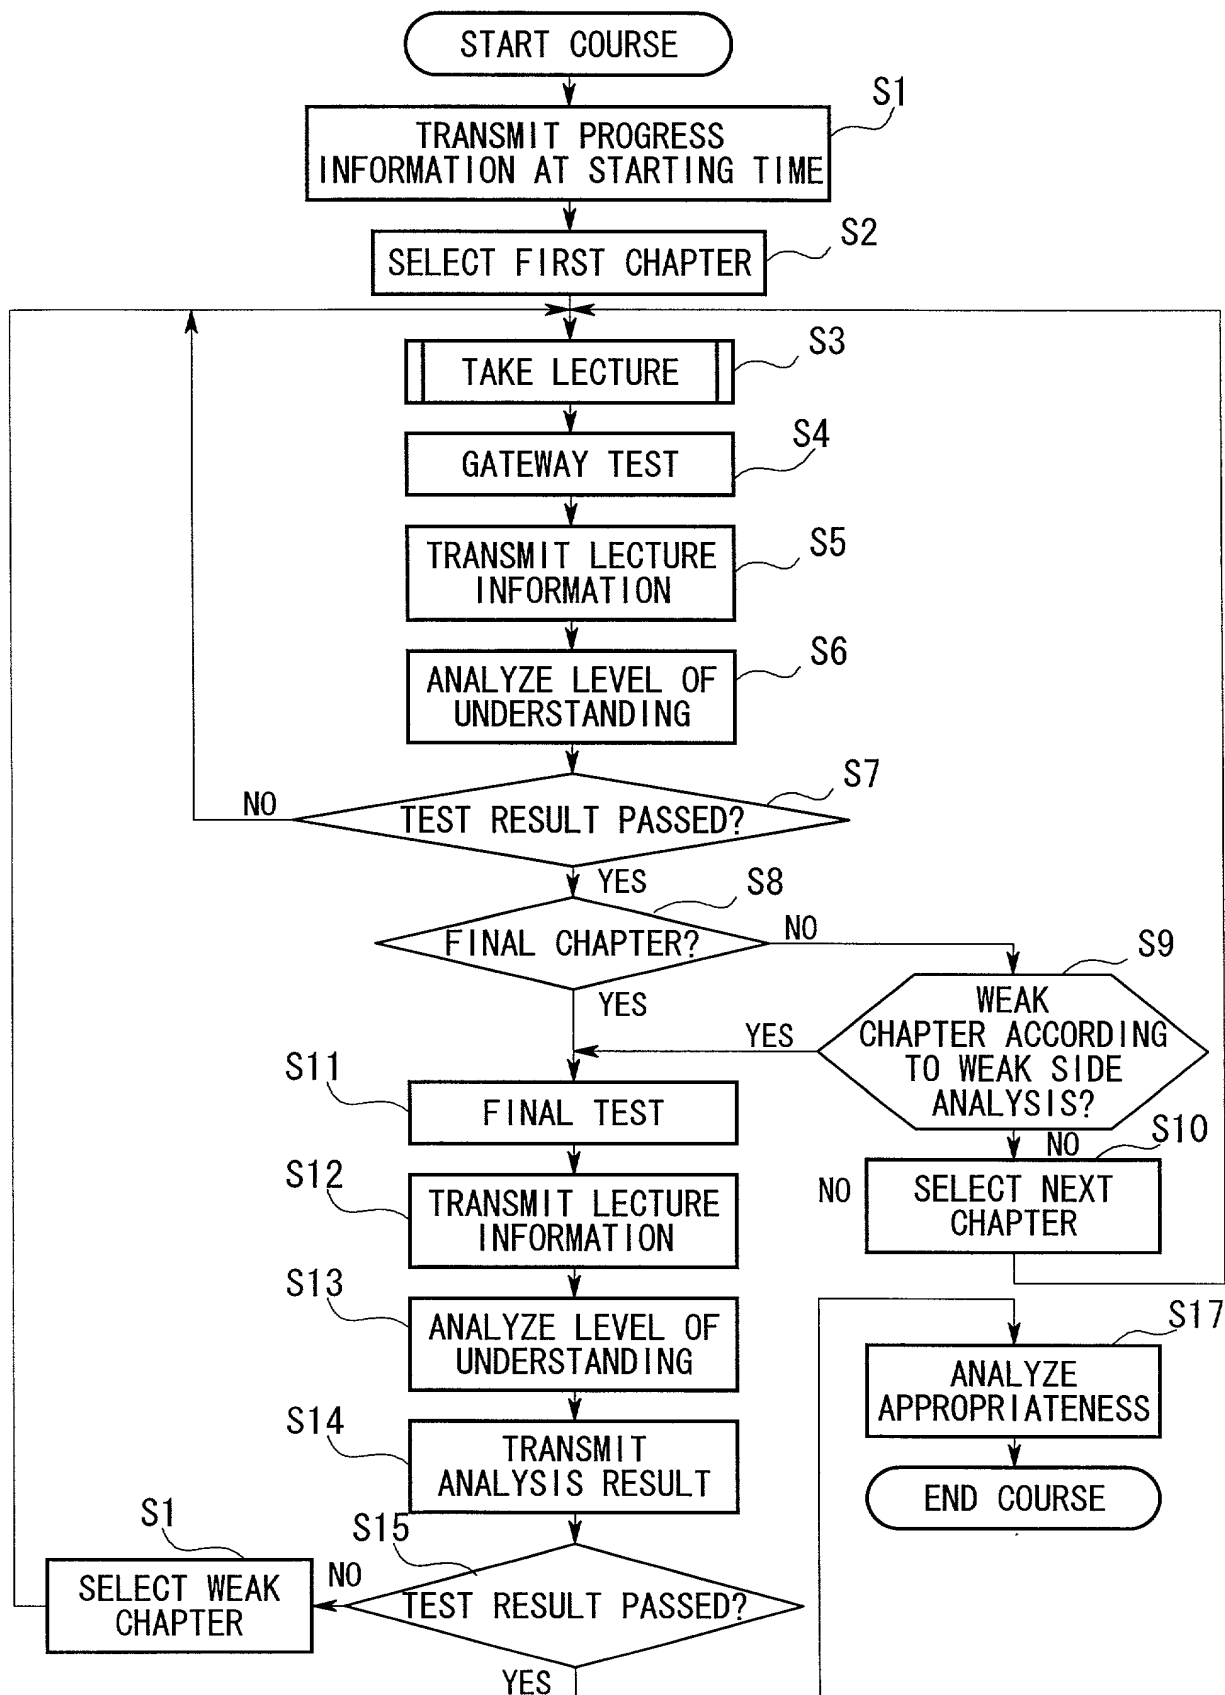 START COURSE
S1
TRANSMIT PROGRESS
INFORMATION AT STARTING TIME
S2
SELECT FIRST CHAPTER
S3
TAKE LECTURE
S4
GATEWAY TEST
S5
TRANSMIT LECTURE
INFORMATION
S6
ANALYZE LEVEL OF
UNDERSTANDING
S7
NO
TEST RESULT PASSED?
YES
S8
FINAL CHAPTER?
NO
S9
YES
WEAK
CHAPTER ACCORDING
TO WEAK SIDE
ANALYSIS?
YES
S11
FINAL TEST
NO
S10
NO
SELECT NEXT
CHAPTER
S12
TRANSMIT LECTURE
INFORMATION
S13
ANALYZE LEVEL OF
UNDERSTANDING
S17
ANALYZE
APPROPRIATENESS
S14
TRANSMIT
ANALYSIS RESULT
END COURSE
S1
SELECT WEAK
CHAPTER
S15
NO
TEST RESULT PASSED?
YES